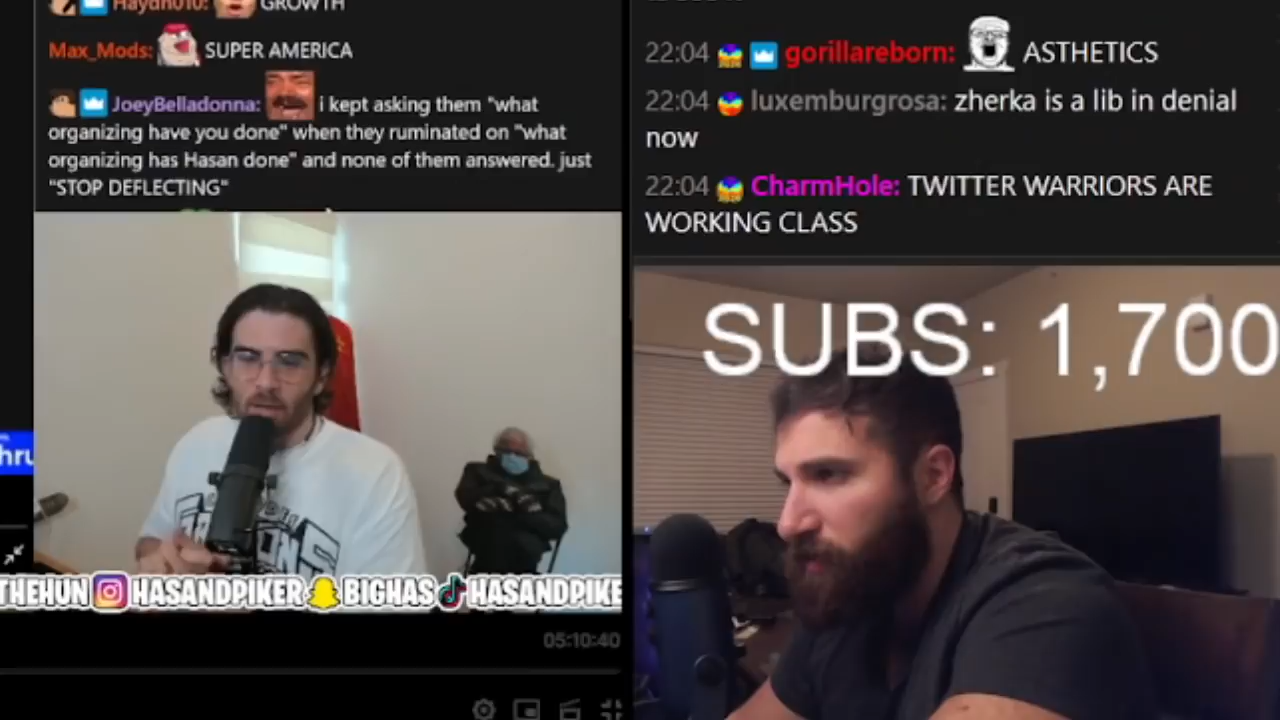 Haydn010: GROWTH
Max_Mods: SUPER AMERICA
JoeyBelladonna: i kept asking them "what
organizing have you done" when they ruminated on "what
organizing has Hasan done" and none of them answered. just
"STOP DEFLECTING"
THEHUN HASANDPIKER BIGHAS HASANDPIKE
05:10:40
22:04 gorillareborn: ASTHETICS
22:04 luxemburgrosa: zherka is a lib in denial
now
22:04 CharmHole: TWITTER WARRIORS ARE
WORKING CLASS
SUBS: 1,700